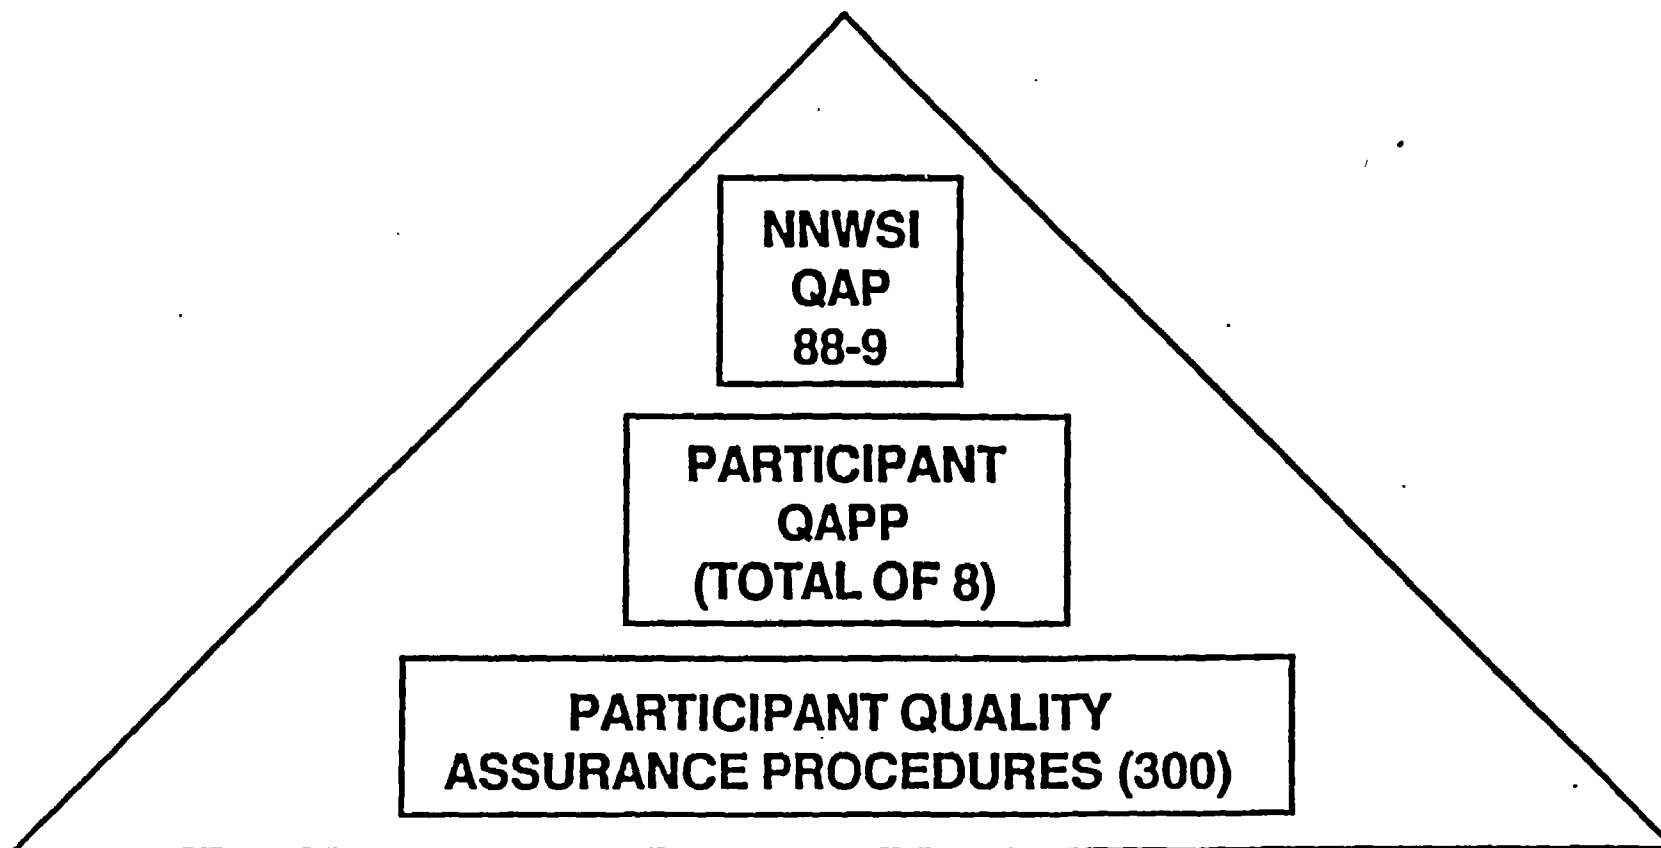 NNWSI
QAP
88-9
PARTICIPANT
QAPP
(TOTAL OF 8)
PARTICIPANT QUALITY
ASSURANCE PROCEDURES (300)